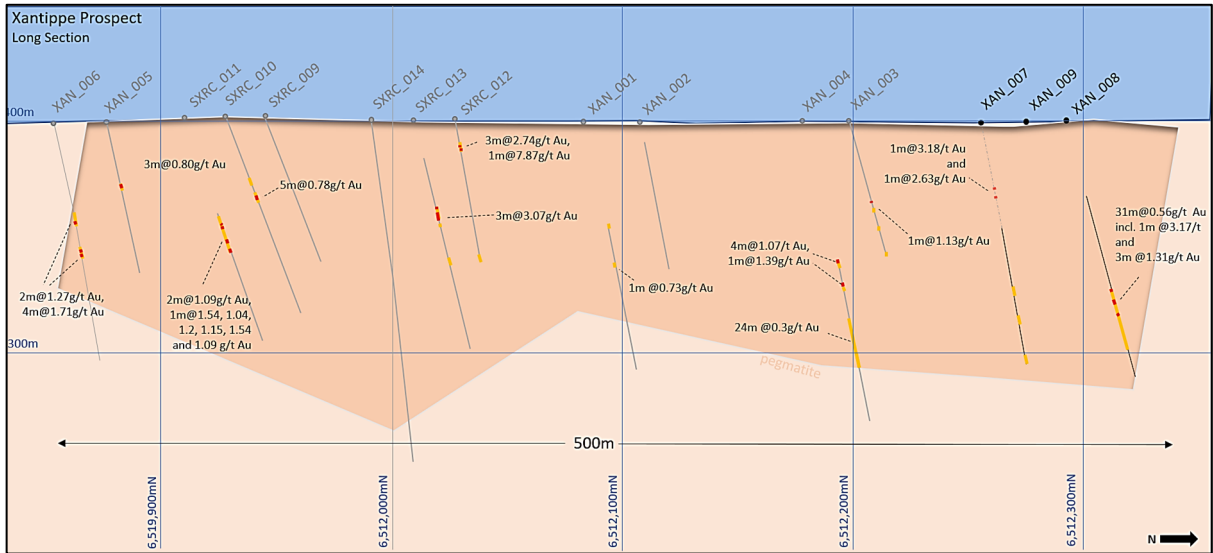 Xantippe Prospect
Long Section
XAN_006
XAN_005
SXRC_011
SXRC_010
SXRC_009
SXRC_014
SXRC_013
SXRC_012
XAN_001
XAN_002
XAN_004
XAN_003
XAN_007
XAN_009
XAN_008
400m
3m@0.80g/t Au
5m@0.78g/t Au
3m@2.74g/t Au,
1m@7.87g/t Au
3m@3.07g/t Au
1m@3.18/t Au
and
1m@2.63g/t Au
31m@0.56g/t Au
incl. 1m @3.17/t
and
3m @1.31g/t Au
1m@1.13g/t Au
4m@1.07/t Au,
1m@1.39g/t Au
1m @0.73g/t Au
2m@1.27g/t Au,
4m@1.71g/t Au
2m@1.09g/t Au,
1m@1.54, 1.04,
1.2, 1.15, 1.54
and 1.09 g/t Au
24m @0.3g/t Au
300m
pegmatite
500m
6,519,900mN
6,512,000mN
6,512,100mN
6,512,200mN
6,512,300mN
N